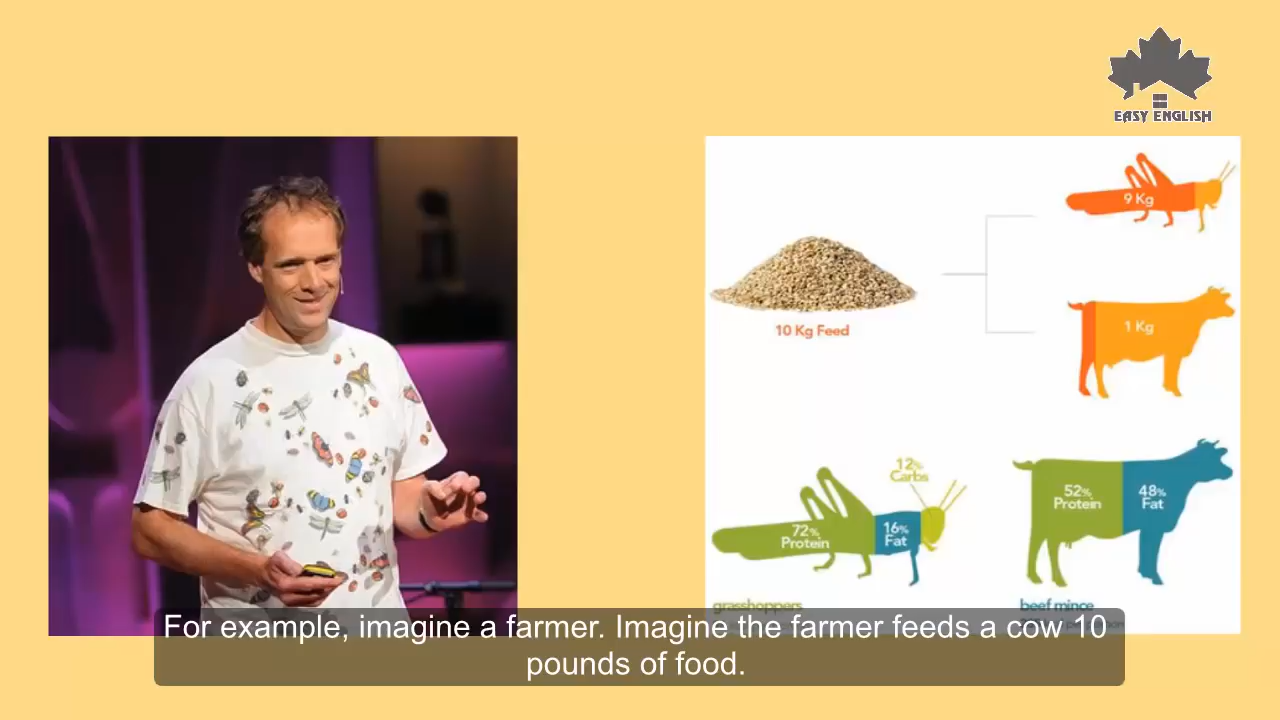 EASY ENGLISH
9 Kg
10 Kg Feed
1 Kg
12%
Carbs
72%
Protein
16%
Fat
52%
Protein
48%
Fat
grasshoppers
beef mince
For example, imagine a farmer. Imagine the farmer feeds a cow 10
pounds of food.